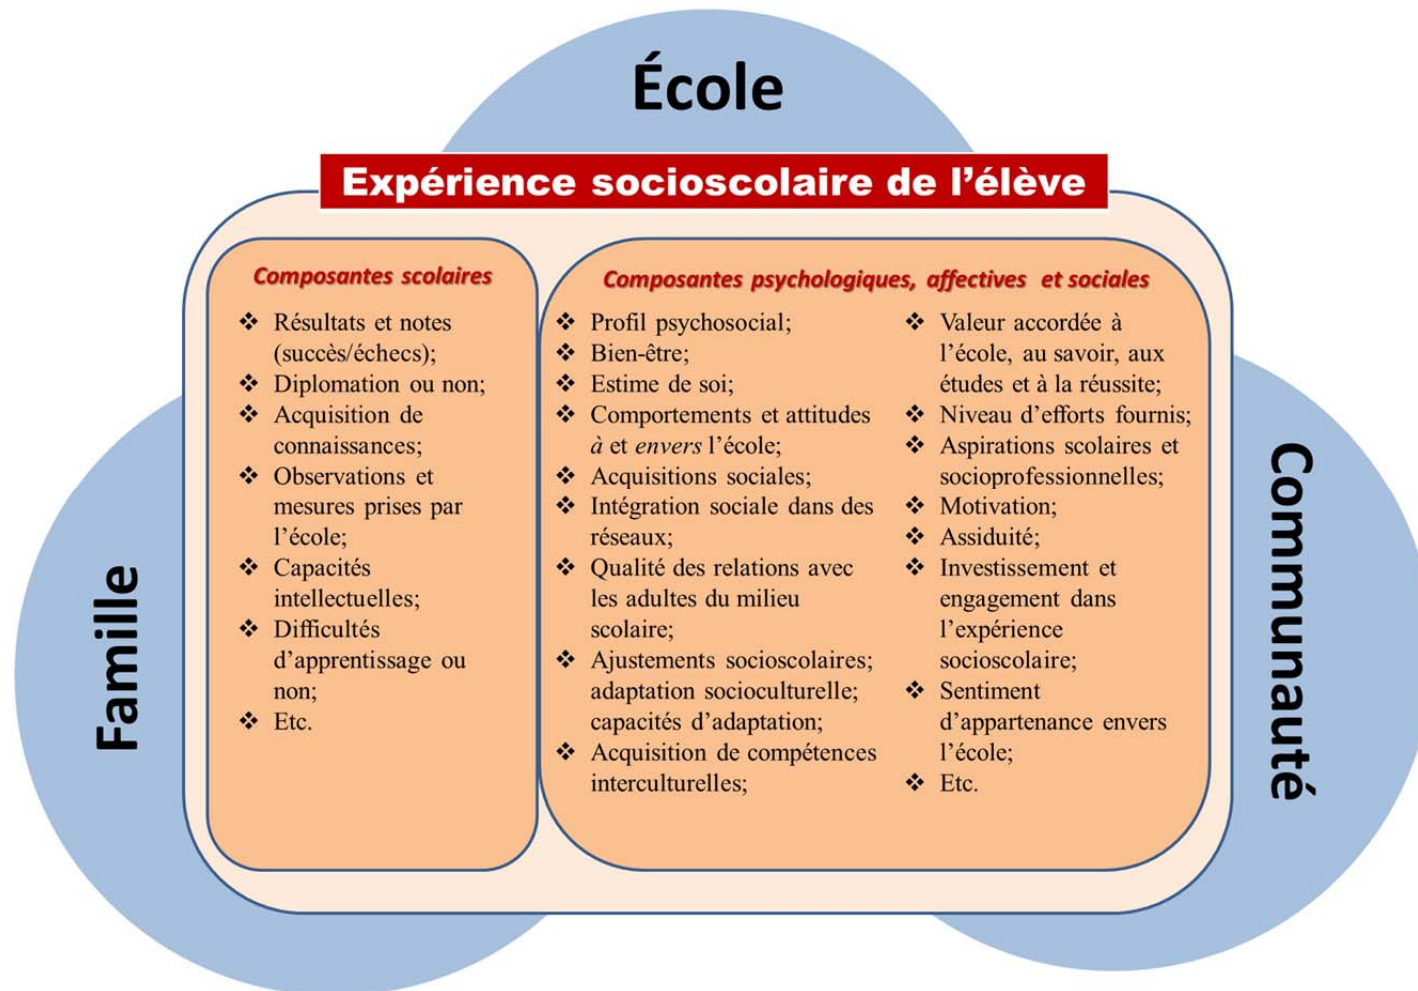 École
Expérience socioscolaire de l’élève
Famille
Composantes scolaires
❖ Résultats et notes
(succès/échecs);
❖ Diplomation ou non;
❖ Acquisition de
connaissances;
❖ Observations et
mesures prises par
l’école;
❖ Capacités
intellectuelles;
❖ Difficultés
d’apprentissage ou
non;
❖ Etc.
Composantes psychologiques, affectives et sociales
❖ Profil psychosocial;
❖ Bien-être;
❖ Estime de soi;
❖ Comportements et attitudes
à et envers l’école;
❖ Acquisitions sociales;
❖ Intégration sociale dans des
réseaux;
❖ Qualité des relations avec
les adultes du milieu
scolaire;
❖ Ajustements socioscolaires;
adaptation socioculturelle;
capacités d’adaptation;
❖ Acquisition de compétences
interculturelles;
❖ Valeur accordée à
l’école, au savoir, aux
études et à la réussite;
❖ Niveau d’efforts fournis;
❖ Aspirations scolaires et
socioprofessionnelles;
❖ Motivation;
❖ Assiduité;
❖ Investissement et
engagement dans
l’expérience
socioscolaire;
❖ Sentiment
d’appartenance envers
l’école;
❖ Etc.
Communauté